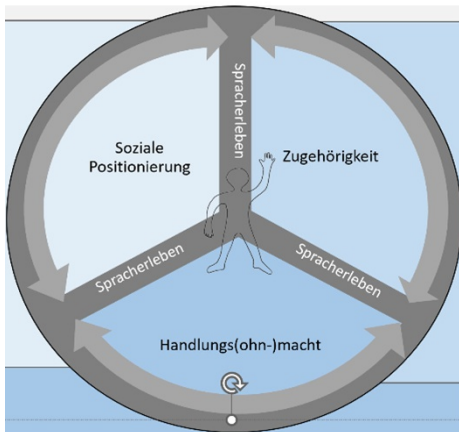 Spracherleben
Soziale
Positionierung
Zugehörigkeit
Spracherleben
Spracherleben
Handlungs(ohn-)macht